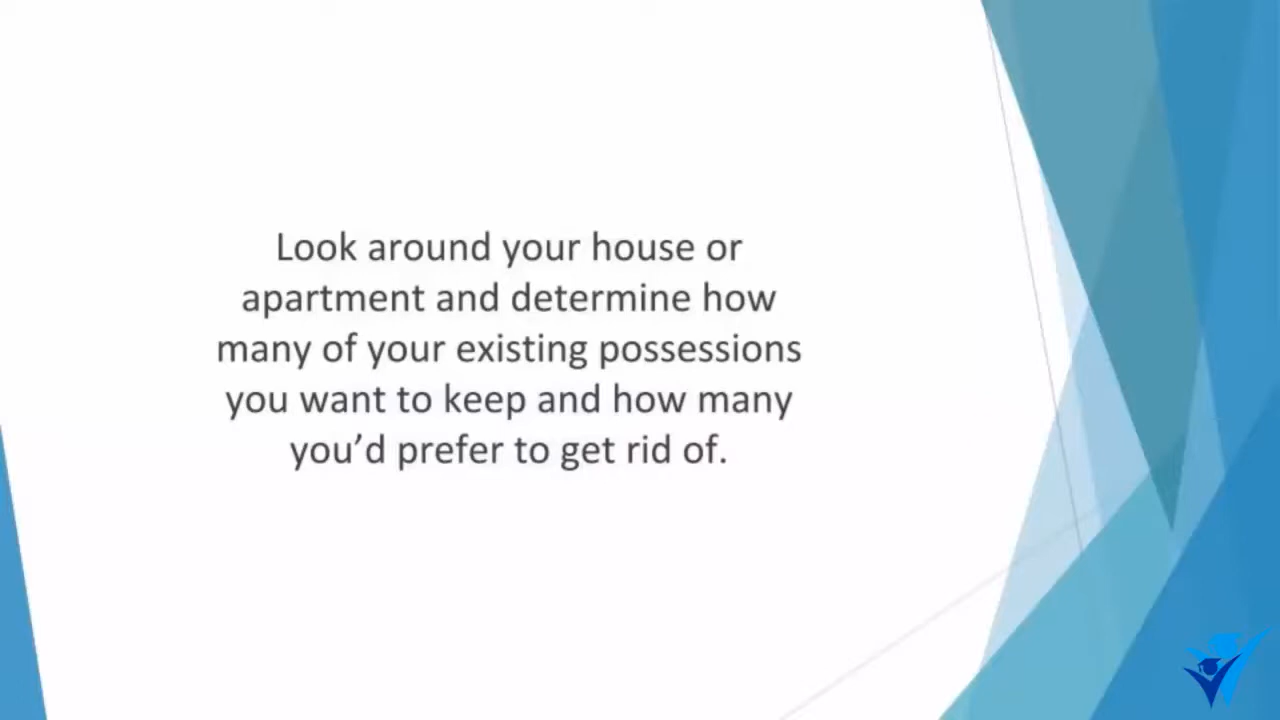 Look around your house or
apartment and determine how
many of your existing possessions
you want to keep and how many
you’d prefer to get rid of.